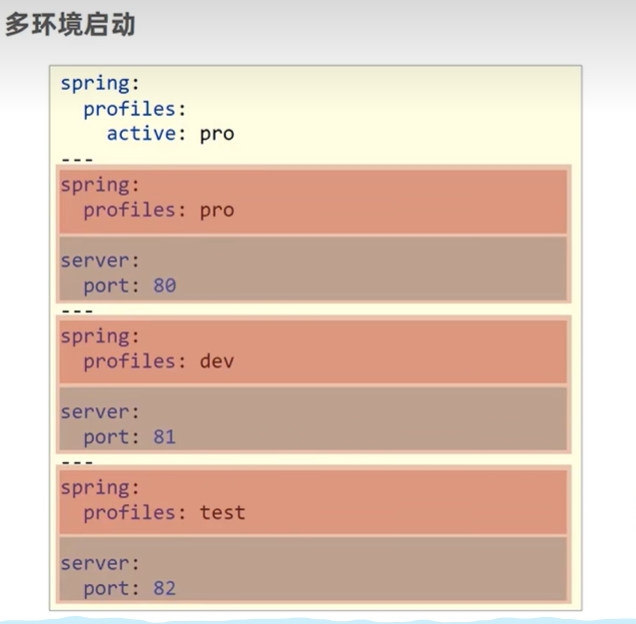 多环境启动
spring:
  profiles:
    active: pro
---
spring:
  profiles: pro
server:
  port: 80
---
spring:
  profiles: dev
server:
  port: 81
---
spring:
  profiles: test
server:
  port: 82